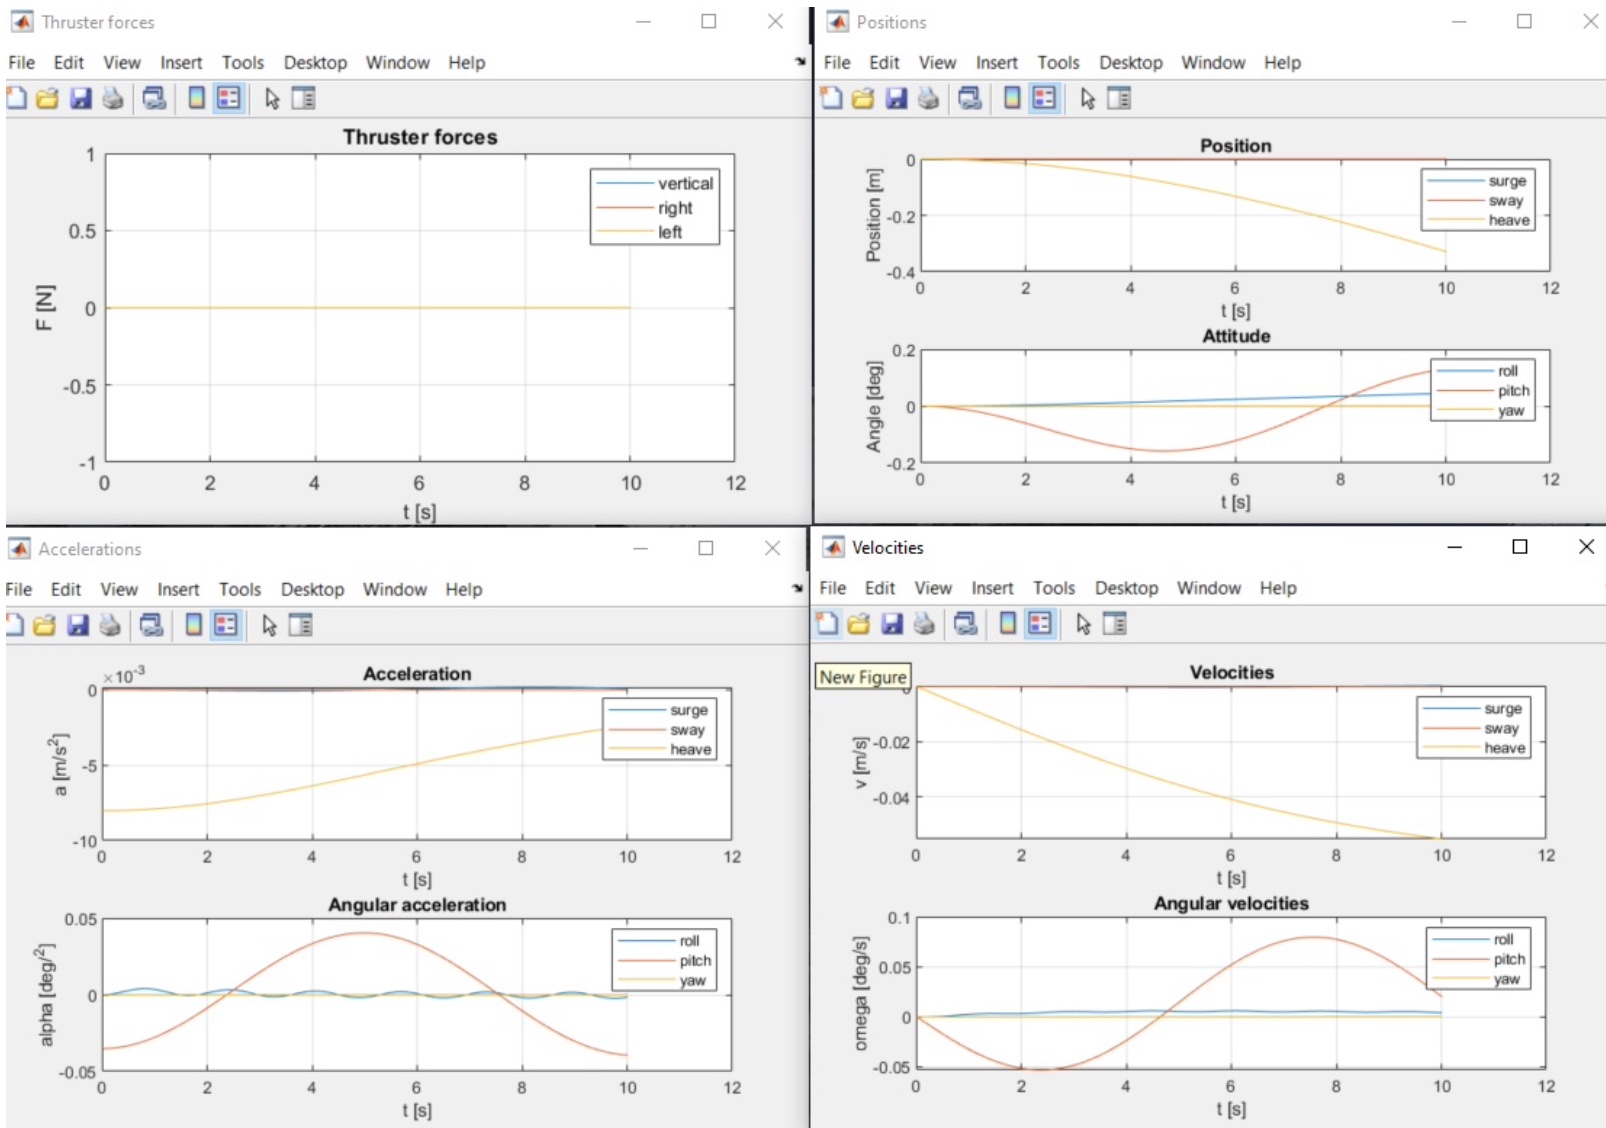 Thruster forces
File Edit View Insert Tools Desktop Window Help
Thruster forces
1
0.5
0
-0.5
-1
F [N]
vertical
right
left
0 2 4 6 8 10 12
t [s]
Positions
File Edit View Insert Tools Desktop Window Help
Position
0
-0.2
-0.4
Position [m]
surge
sway
heave
0 2 4 6 8 10 12
t [s]
Attitude
0.2
0
-0.2
Angle [deg]
roll
pitch
yaw
0 2 4 6 8 10 12
t [s]
Accelerations
File Edit View Insert Tools Desktop Window Help
×10⁻³
Acceleration
0
-5
-10
a [m/s²]
surge
sway
heave
0 2 4 6 8 10 12
t [s]
Angular acceleration
0.05
0
-0.05
alpha [deg/²]
roll
pitch
yaw
0 2 4 6 8 10 12
t [s]
Velocities
File Edit View Insert Tools Desktop Window Help
New Figure
Velocities
0
-0.02
-0.04
v [m/s]
surge
sway
heave
0 2 4 6 8 10 12
t [s]
Angular velocities
0.1
0.05
0
-0.05
omega [deg/s]
roll
pitch
yaw
0 2 4 6 8 10 12
t [s]